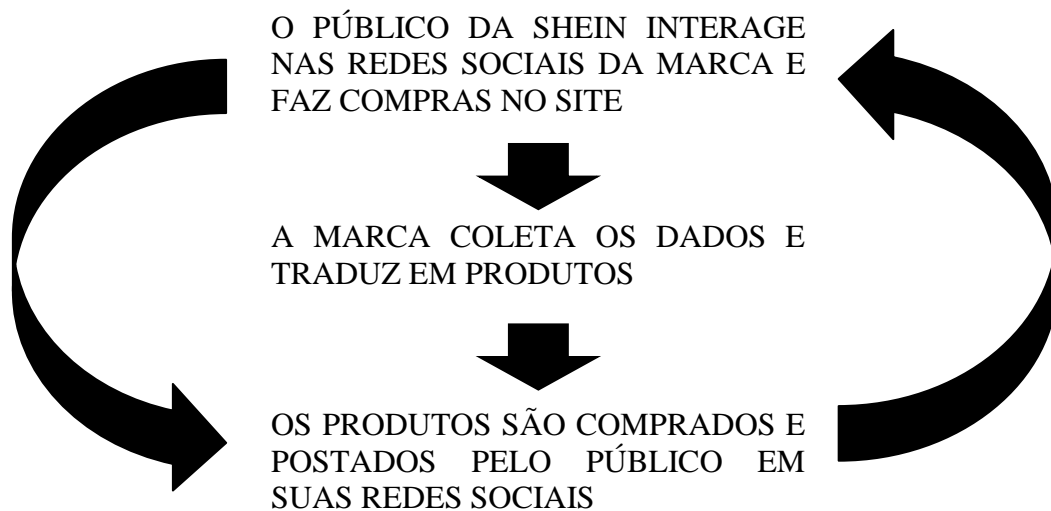 O PÚBLICO DA SHEIN INTERAGE
NAS REDES SOCIAIS DA MARCA E
FAZ COMPRAS NO SITE
A MARCA COLETA OS DADOS E
TRADUZ EM PRODUTOS
OS PRODUTOS SÃO COMPRADOS E
POSTADOS PELO PÚBLICO EM
SUAS REDES SOCIAIS